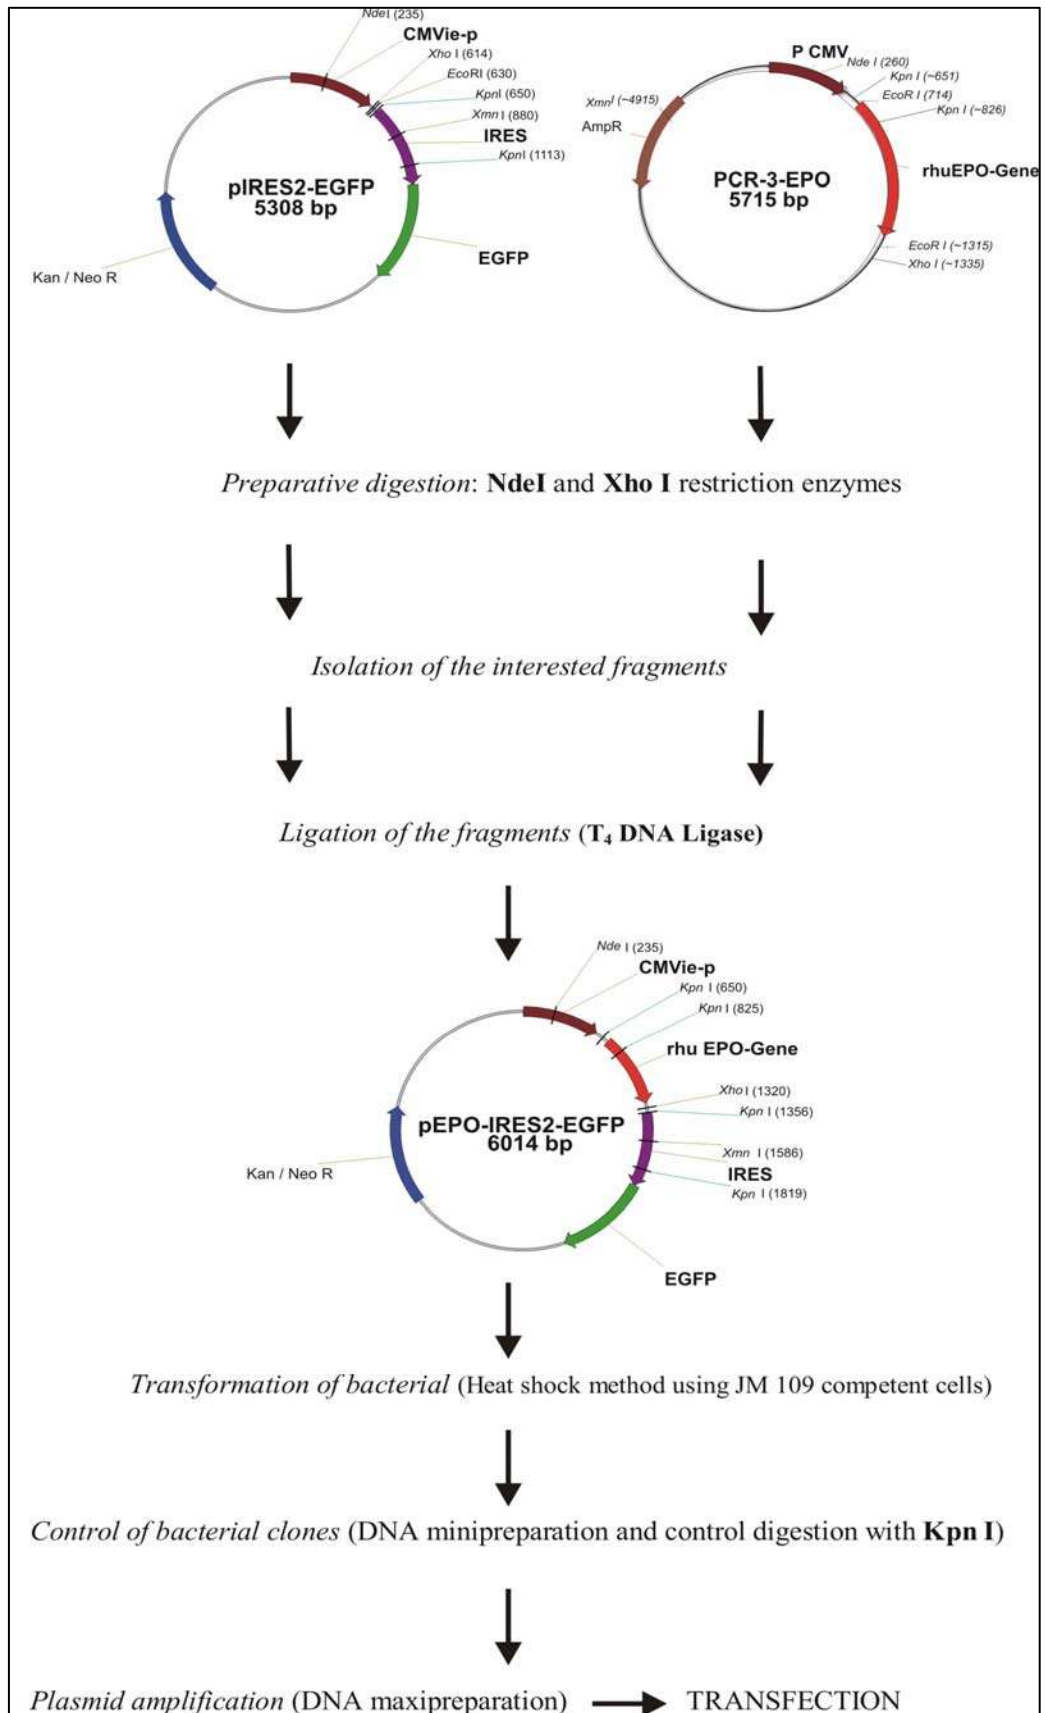 NdeI (235)
CMVie-p
Xho I (614)
EcoRI (630)
KpnI (650)
Xmn I (880)
IRES
KpnI (1113)
pIRES2-EGFP
5308 bp
EGFP
Kan / Neo R
P CMV
Nde I (260)
Kpn I (~651)
EcoR I (714)
Kpn I (~826)
XmnI (~4915)
AmpR
rhuEPO-Gene
PCR-3-EPO
5715 bp
EcoR I (~1315)
Xho I (~1335)
Preparative digestion: NdeI and Xho I restriction enzymes
Isolation of the interested fragments
Ligation of the fragments (T4 DNA Ligase)
Nde I (235)
CMVie-p
Kpn I (650)
Kpn I (825)
rhu EPO-Gene
Xho I (1320)
Kpn I (1356)
pEPO-IRES2-EGFP
6014 bp
Xmn I (1586)
IRES
Kpn I (1819)
Kan / Neo R
EGFP
Transformation of bacterial (Heat shock method using JM 109 competent cells)
Control of bacterial clones (DNA minipreparation and control digestion with Kpn I)
Plasmid amplification (DNA maxipreparation) → TRANSFECTION